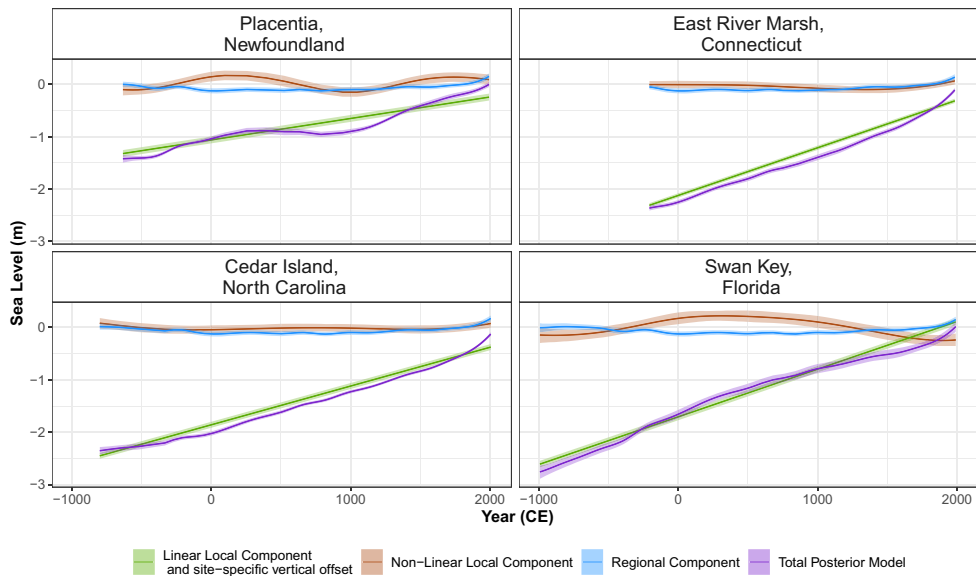 Placentia,
Newfoundland
East River Marsh,
Connecticut
0
−1
−2
−3
Cedar Island,
North Carolina
Swan Key,
Florida
0
−1
−2
−3
−1000
0
1000
2000
−1000
0
1000
2000
Sea Level (m)
Year (CE)
Linear Local Component
and site-specific vertical offset
Non−Linear Local Component
Regional Component
Total Posterior Model